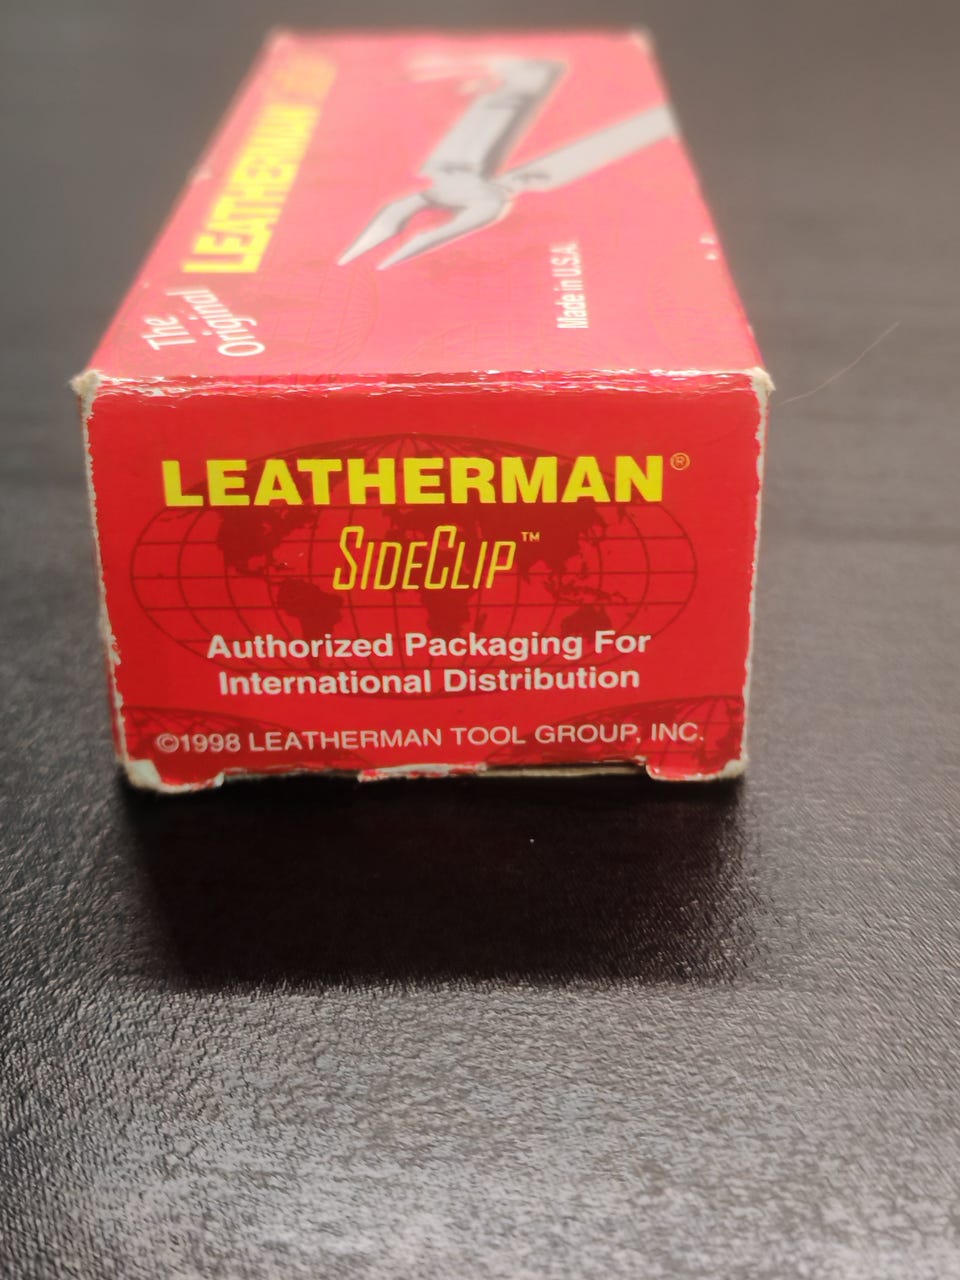 The
Original
LEATHERMAN
Made in U.S.A.
LEATHERMAN®
SIDECLIP™
Authorized Packaging For
International Distribution
©1998 LEATHERMAN TOOL GROUP, INC.